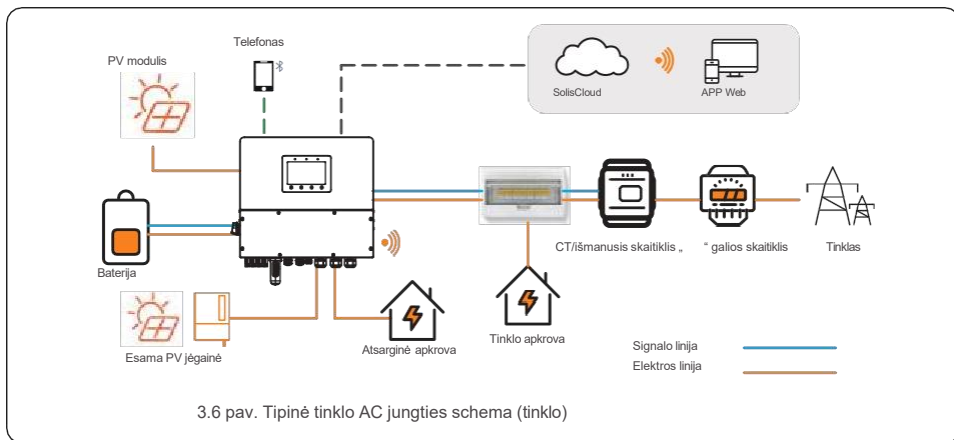 Telefonas
PV modulis
SolisCloud
APP Web
CT/išmanusis skaitiklis „
“ galios skaitiklis
Tinklas
Baterija
Esama PV jėgainė
Atsarginė apkrova
Tinklo apkrova
Signalo linija
Elektros linija
3.6 pav. Tipinė tinklo AC jungties schema (tinklo)